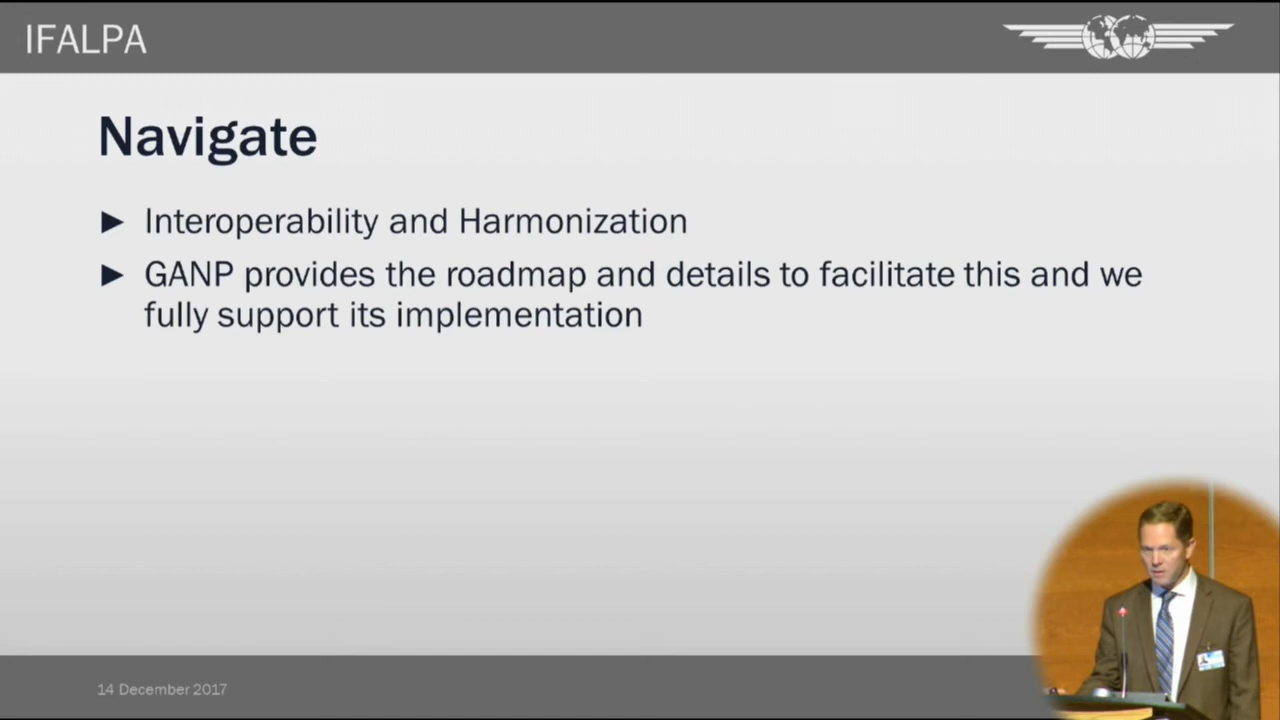 IFALPA
Navigate
► Interoperability and Harmonization
► GANP provides the roadmap and details to facilitate this and we
fully support its implementation
14 December 2017